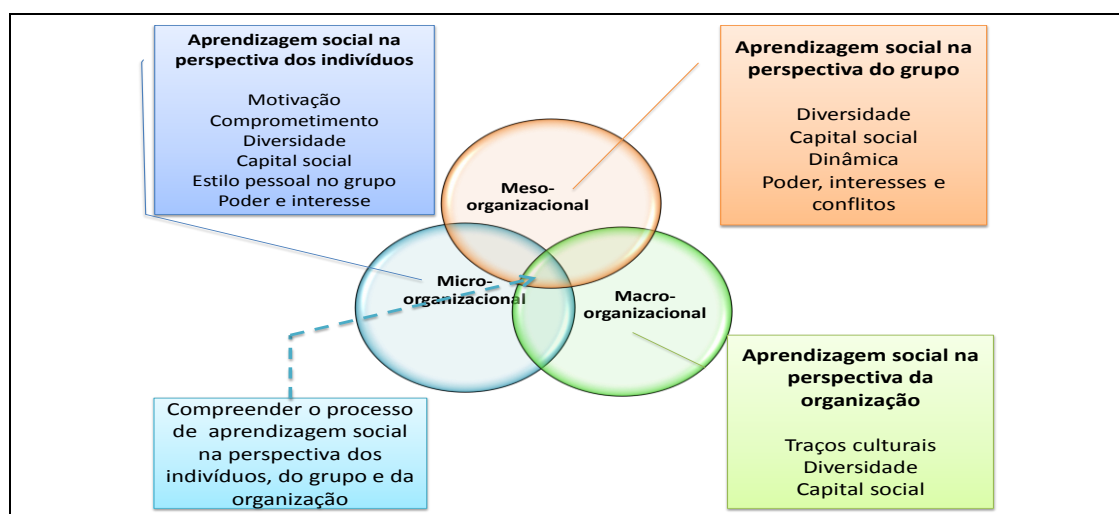 Aprendizagem social na
perspectiva dos indivíduos
Motivação
Comprometimento
Diversidade
Capital social
Estilo pessoal no grupo
Poder e interesse
Aprendizagem social na
perspectiva do grupo
Diversidade
Capital social
Dinâmica
Poder, interesses e
conflitos
Meso-
organizacional
Micro-
organizacional
Macro-
organizacional
Aprendizagem social na
perspectiva da
organização
Traços culturais
Diversidade
Capital social
Compreender o processo
de aprendizagem social
na perspectiva dos
indivíduos, do grupo e da
organização